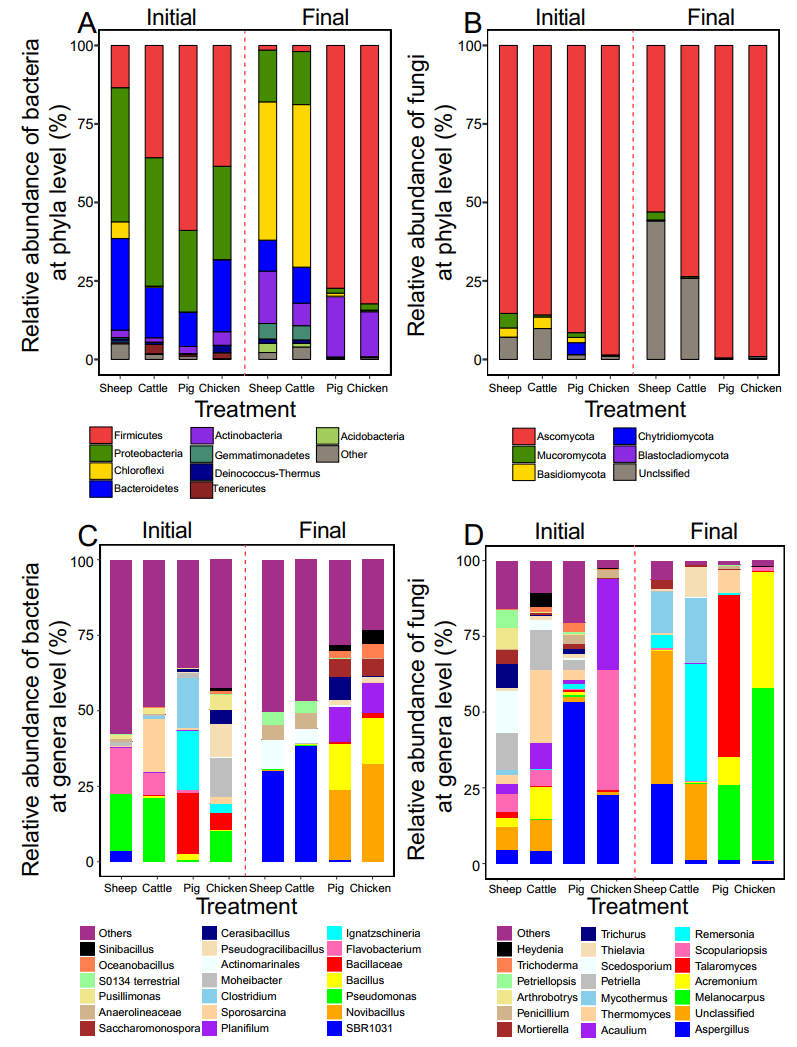 A
Initial
Final
Relative abundance of bacteria
at phyla level (%)
100
75
50
25
0
Sheep
Cattle
Pig
Chicken
Sheep
Cattle
Pig
Chicken
Treatment
Firmicutes
Proteobacteria
Chloroflexi
Bacteroidetes
Actinobacteria
Gemmatimonadetes
Deinococcus-Thermus
Tenericutes
Acidobacteria
Other
B
Initial
Final
Relative abundance of fungi
at phyla level (%)
100
75
50
25
0
Sheep
Cattle
Pig
Chicken
Sheep
Cattle
Pig
Chicken
Treatment
Ascomycota
Mucoromycota
Basidiomycota
Chytridiomycota
Blastocladiomycota
Unclssified
C
Initial
Final
Relative abundance of bacteria
at genera level (%)
100
75
50
25
0
Sheep
Cattle
Pig
Chicken
Sheep
Cattle
Pig
Chicken
Treatment
Others
Sinibacillus
Oceanobacillus
S0134 terrestrial
Pusillimonas
Anaerolineaceae
Saccharomonospora
Cerasibacillus
Pseudogracilibacillus
Actinomarinales
Moheibacter
Clostridium
Sporosarcina
Planifilum
Ignatzschineria
Flavobacterium
Bacillaceae
Bacillus
Pseudomonas
Novibacillus
SBR1031
D
Initial
Final
Relative abundance of fungi
at genera level (%)
100
75
50
25
0
Sheep
Cattle
Pig
Chicken
Sheep
Cattle
Pig
Chicken
Treatment
Others
Heydenia
Trichoderma
Petriellopsis
Arthrobotrys
Penicillium
Mortierella
Trichurus
Thielavia
Scedosporium
Petriella
Mycothermus
Thermomyces
Acaulium
Remersonia
Scopulariopsis
Talaromyces
Acremonium
Melanocarpus
Unclassified
Aspergillus